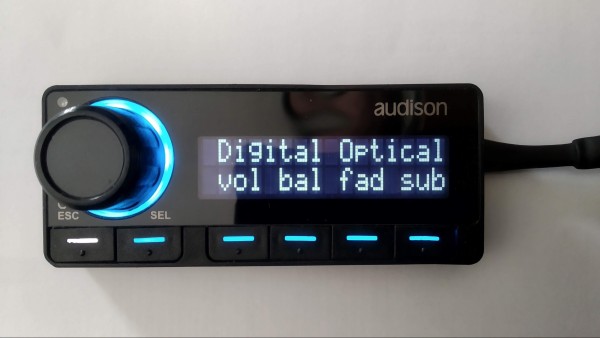 audison
Digital Optical
vol bal fad sub
ESC
SEL